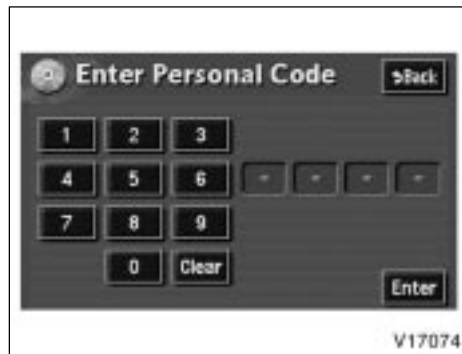 Enter Personal Code Back
1 2 3
4 5 6 - - - -
7 8 9
0 Clear
Enter
V17074